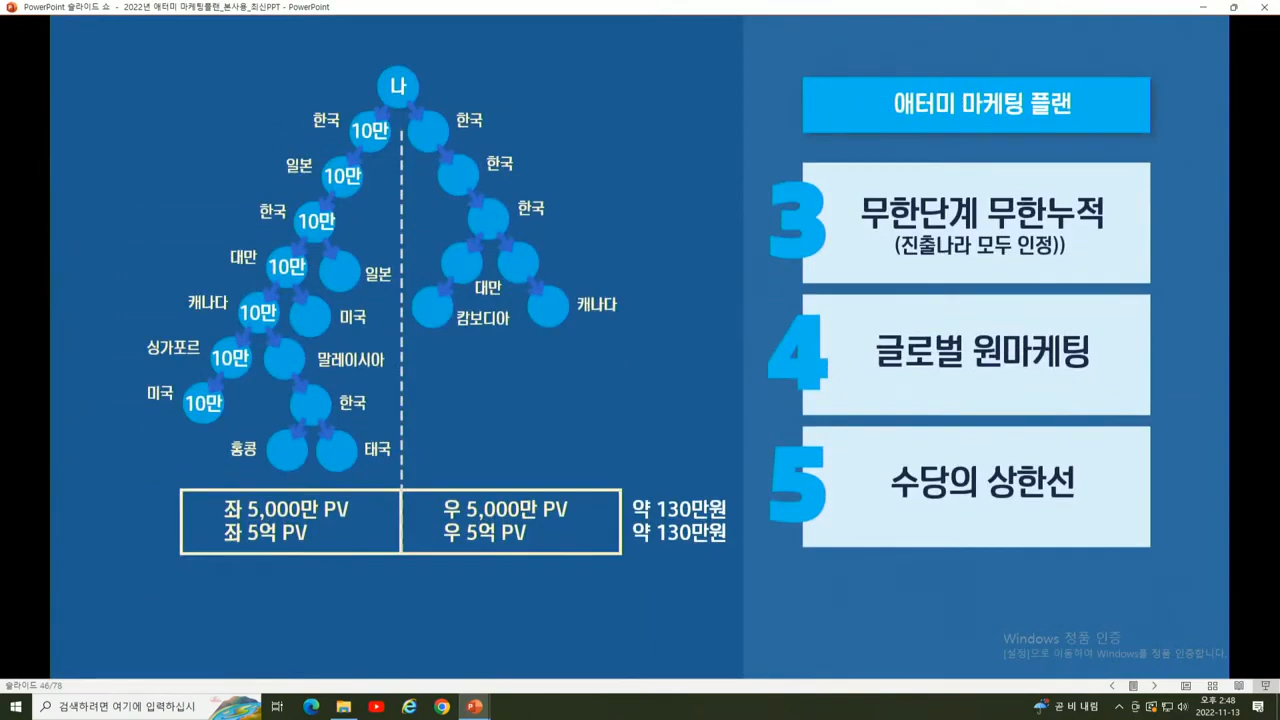 PowerPoint 슬라이드 쇼 - 2022년 애터미 마케팅플랜_본사용_최신PPT - PowerPoint
나
한국
10만
한국
일본
10만
한국
한국
10만
한국
대만
10만
일본
대만
캐나다
10만
미국
캄보디아
캐나다
싱가포르
10만
말레이시아
미국
10만
한국
홍콩
태국
좌 5,000만 PV
좌 5억 PV
우 5,000만 PV
우 5억 PV
약 130만원
약 130만원
애터미 마케팅 플랜
3
무한단계 무한누적
(진출나라 모두 인정))
4
글로벌 원마케팅
5
수당의 상한선
Windows 정품 인증
[설정]으로 이동하여 Windows를 정품 인증합니다.
슬라이드 46/78
검색하려면 여기에 입력하십시
곧 비 내림
오후 2:48
2022-11-13